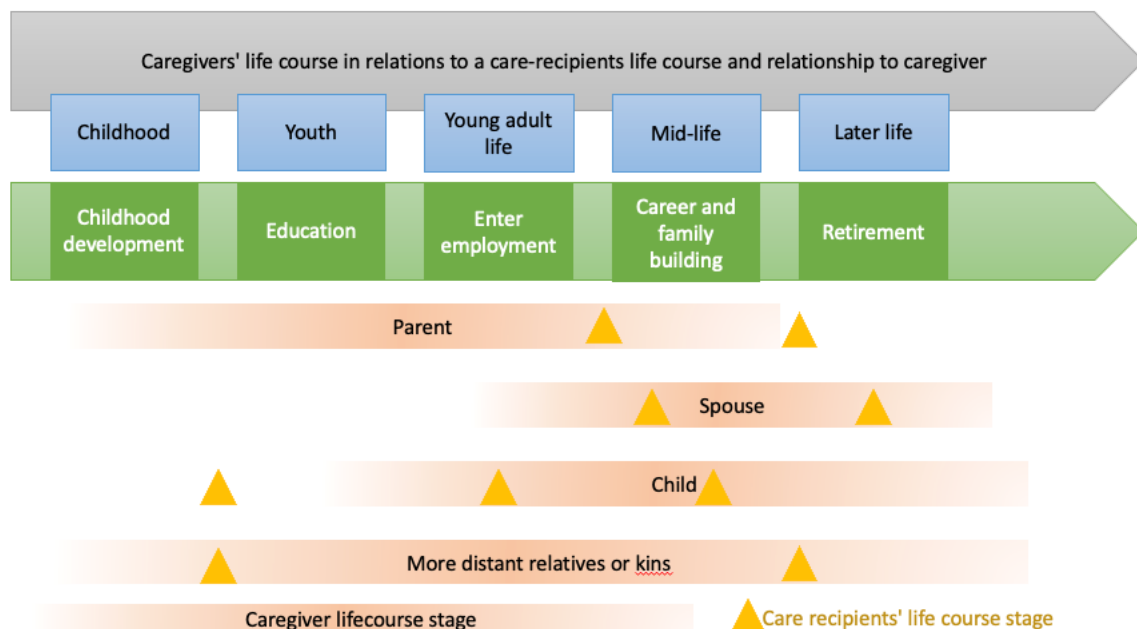 Caregivers' life course in relations to a care-recipients life course and relationship to caregiver
Childhood
Youth
Young adult
life
Mid-life
Later life
Childhood
development
Education
Enter
employment
Career and
family
building
Retirement
Parent
Spouse
Child
More distant relatives or kins
Caregiver lifecourse stage
Care recipients' life course stage